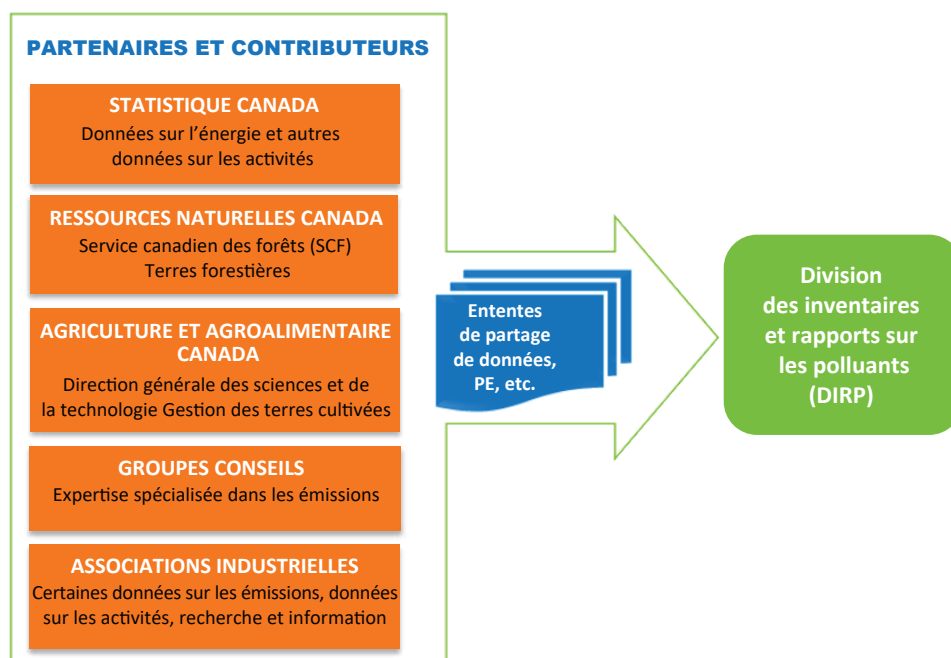 PARTENAIRES ET CONTRIBUTEURS
STATISTIQUE CANADA
Données sur l'énergie et autres
données sur les activités
RESSOURCES NATURELLES CANADA
Service canadien des forêts (SCF)
Terres forestières
AGRICULTURE ET AGROALIMENTAIRE
CANADA
Direction générale des sciences et de
la technologie Gestion des terres cultivées
GROUPES CONSEILS
Expertise spécialisée dans les émissions
ASSOCIATIONS INDUSTRIELLES
Certaines données sur les émissions, données
sur les activités, recherche et information
Ententes
de partage
de données,
PE, etc.
Division
des inventaires
et rapports sur
les polluants
(DIRP)